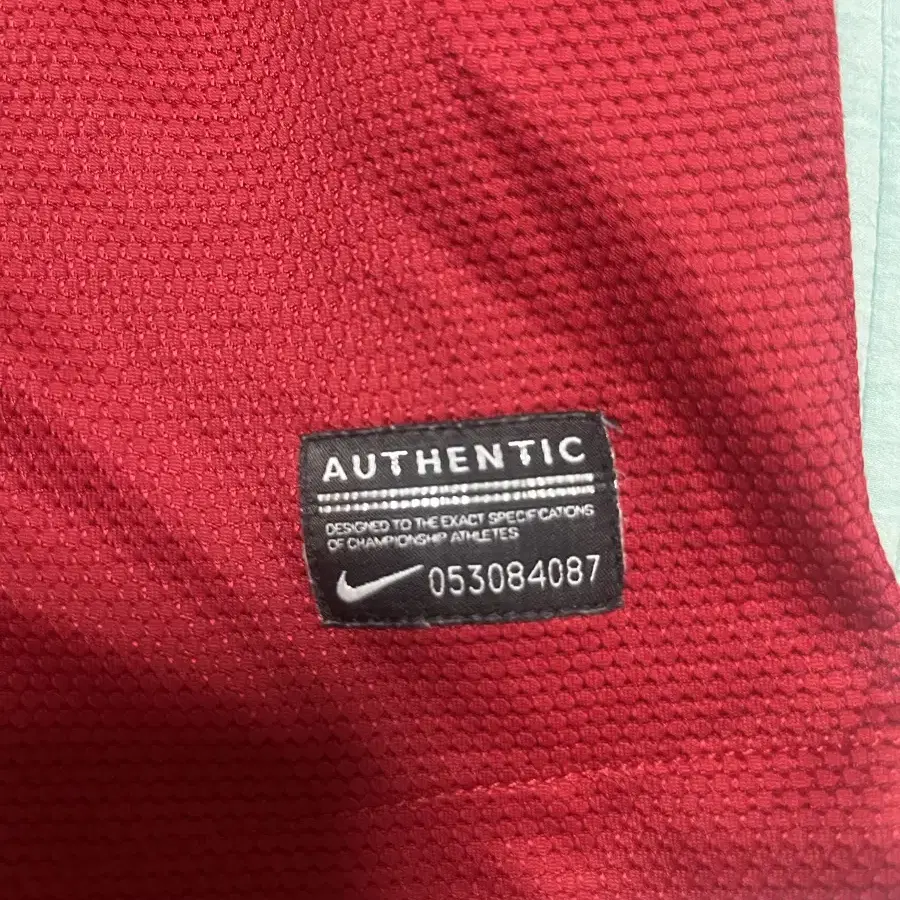 AUTHENTIC
DESIGNED TO THE EXACT SPECIFICATIONS
OF CHAMPIONSHIP ATHLETES
053084087